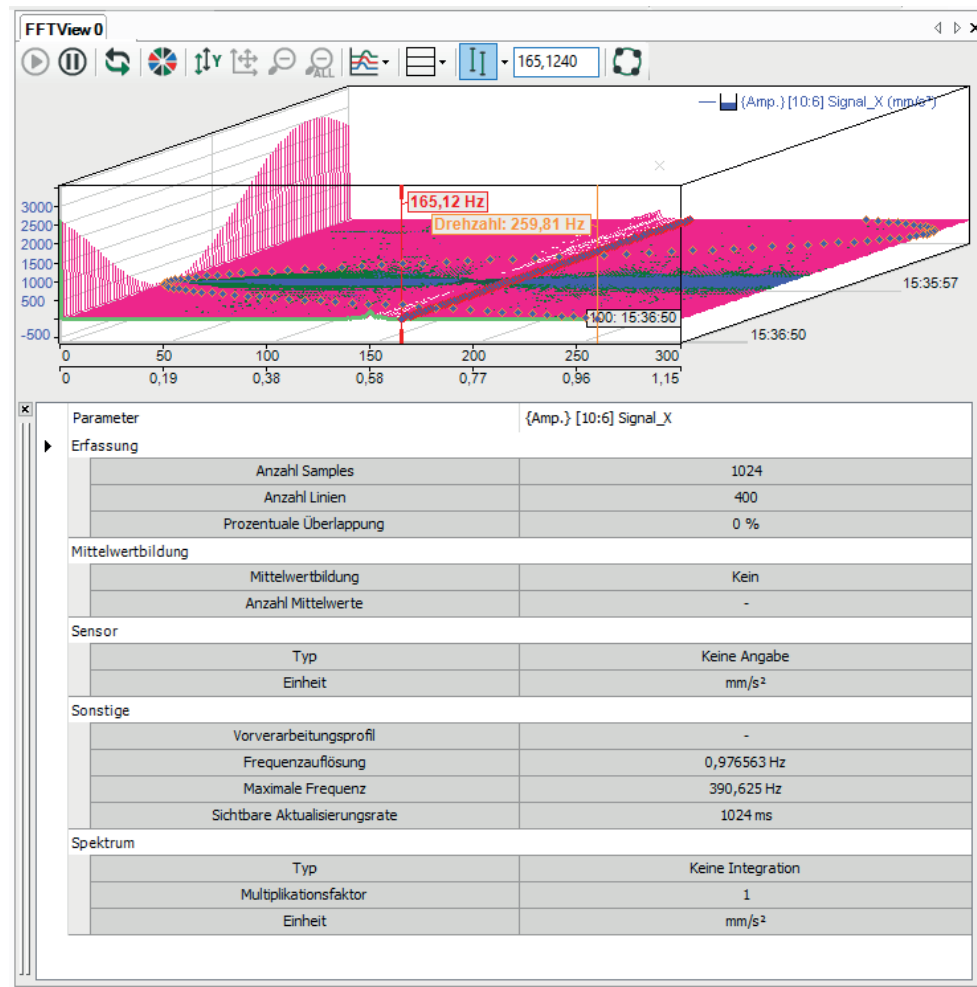 FFTView 0
ALL
165,1240
{Amp.} [10:6] Signal_X (mm/s²)
165,12 Hz
Drehzahl: 259,81 Hz
3000
2500
2000
1500
1000
500
-500
15:35:57
-100: 15:36:50
15:36:50
0 50 100 150 200 250 300
0 0,19 0,38 0,58 0,77 0,96 1,15
Parameter {Amp.} [10:6] Signal_X
Erfassung
Anzahl Samples 1024
Anzahl Linien 400
Prozentuale Überlappung 0 %
Mittelwertbildung
Mittelwertbildung Kein
Anzahl Mittelwerte -
Sensor
Typ Keine Angabe
Einheit mm/s²
Sonstige
Vorverarbeitungsprofil -
Frequenzauflösung 0,976563 Hz
Maximale Frequenz 390,625 Hz
Sichtbare Aktualisierungsrate 1024 ms
Spektrum
Typ Keine Integration
Multiplikationsfaktor 1
Einheit mm/s²